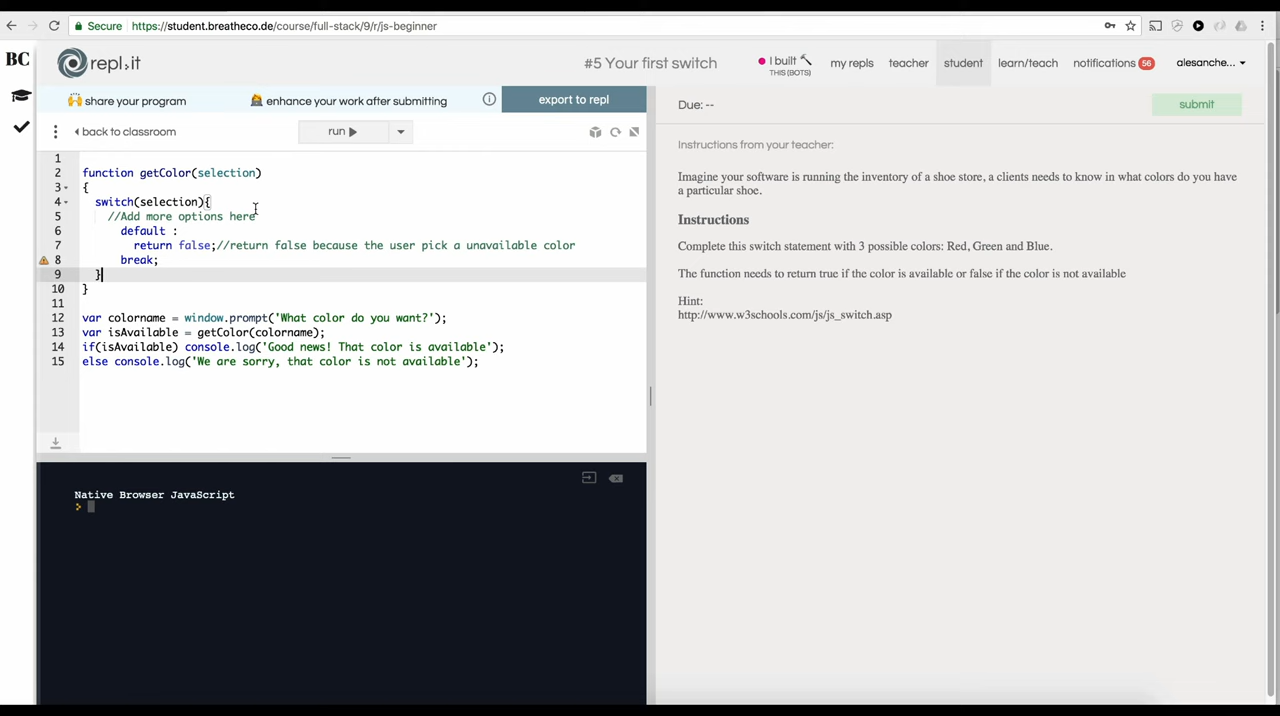 Secure
https://student.breatheco.de/course/full-stack/9/r/js-beginner
BC
repl.it
#5 Your first switch
I built
THIS (BOTS)
my repls
teacher
student
learn/teach
notifications 56
alesanche...
share your program
enhance your work after submitting
export to repl
back to classroom
run
1
2 function getColor(selection)
3 {
4 switch(selection){
5 //Add more options here
6 default :
7 return false;//return false because the user pick a unavailable color
8 break;
9 }
10 }
11
12 var colorname = window.prompt('What color do you want?');
13 var isAvailable = getColor(colorname);
14 if(isAvailable) console.log('Good news! That color is available');
15 else console.log('We are sorry, that color is not available');
Native Browser JavaScript
Due: --
submit
Instructions from your teacher:
Imagine your software is running the inventory of a shoe store, a clients needs to know in what colors do you have
a particular shoe.
Instructions
Complete this switch statement with 3 possible colors: Red, Green and Blue.
The function needs to return true if the color is available or false if the color is not available
Hint:
http://www.w3schools.com/js/js_switch.asp